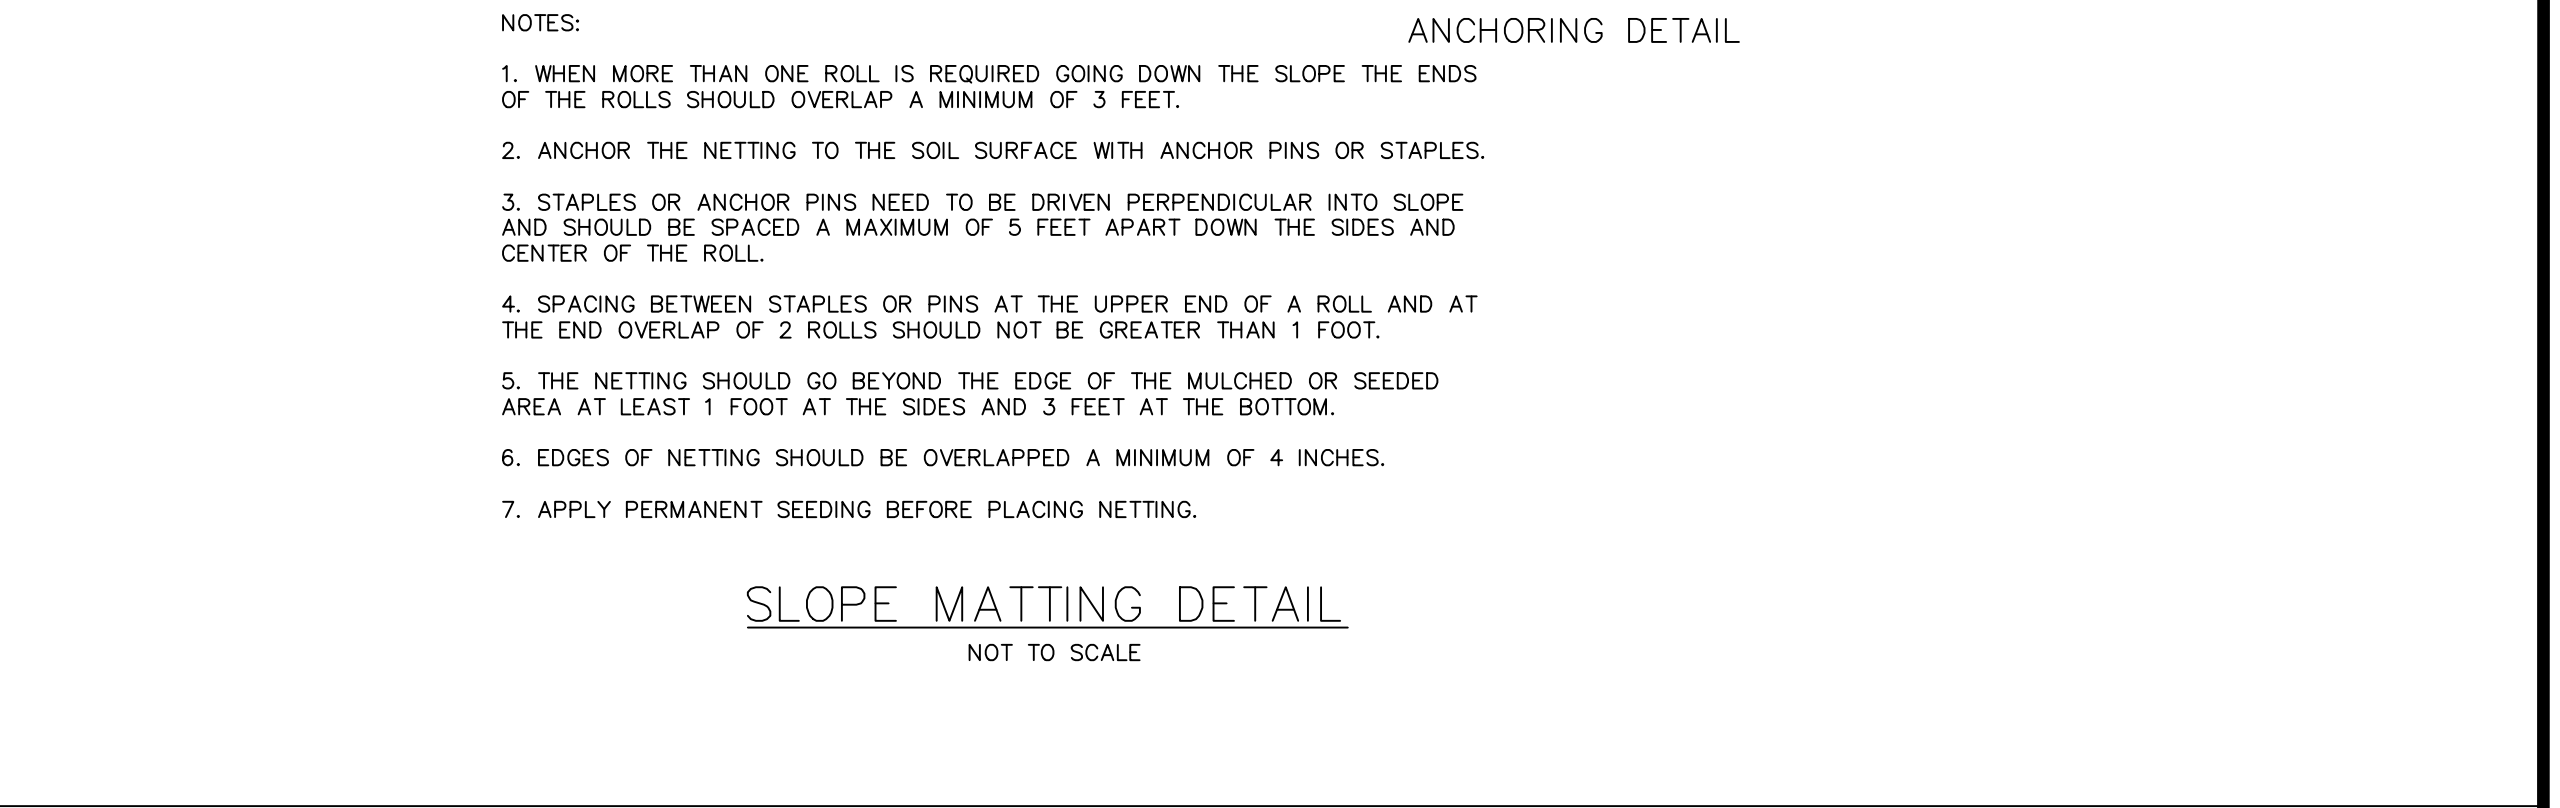 NOTES:
ANCHORING DETAIL
1. WHEN MORE THAN ONE ROLL IS REQUIRED GOING DOWN THE SLOPE THE ENDS
OF THE ROLLS SHOULD OVERLAP A MINIMUM OF 3 FEET.
2. ANCHOR THE NETTING TO THE SOIL SURFACE WITH ANCHOR PINS OR STAPLES.
3. STAPLES OR ANCHOR PINS NEED TO BE DRIVEN PERPENDICULAR INTO SLOPE
AND SHOULD BE SPACED A MAXIMUM OF 5 FEET APART DOWN THE SIDES AND
CENTER OF THE ROLL.
4. SPACING BETWEEN STAPLES OR PINS AT THE UPPER END OF A ROLL AND AT
THE END OVERLAP OF 2 ROLLS SHOULD NOT BE GREATER THAN 1 FOOT.
5. THE NETTING SHOULD GO BEYOND THE EDGE OF THE MULCHED OR SEEDED
AREA AT LEAST 1 FOOT AT THE SIDES AND 3 FEET AT THE BOTTOM.
6. EDGES OF NETTING SHOULD BE OVERLAPPED A MINIMUM OF 4 INCHES.
7. APPLY PERMANENT SEEDING BEFORE PLACING NETTING.
SLOPE MATTING DETAIL
NOT TO SCALE